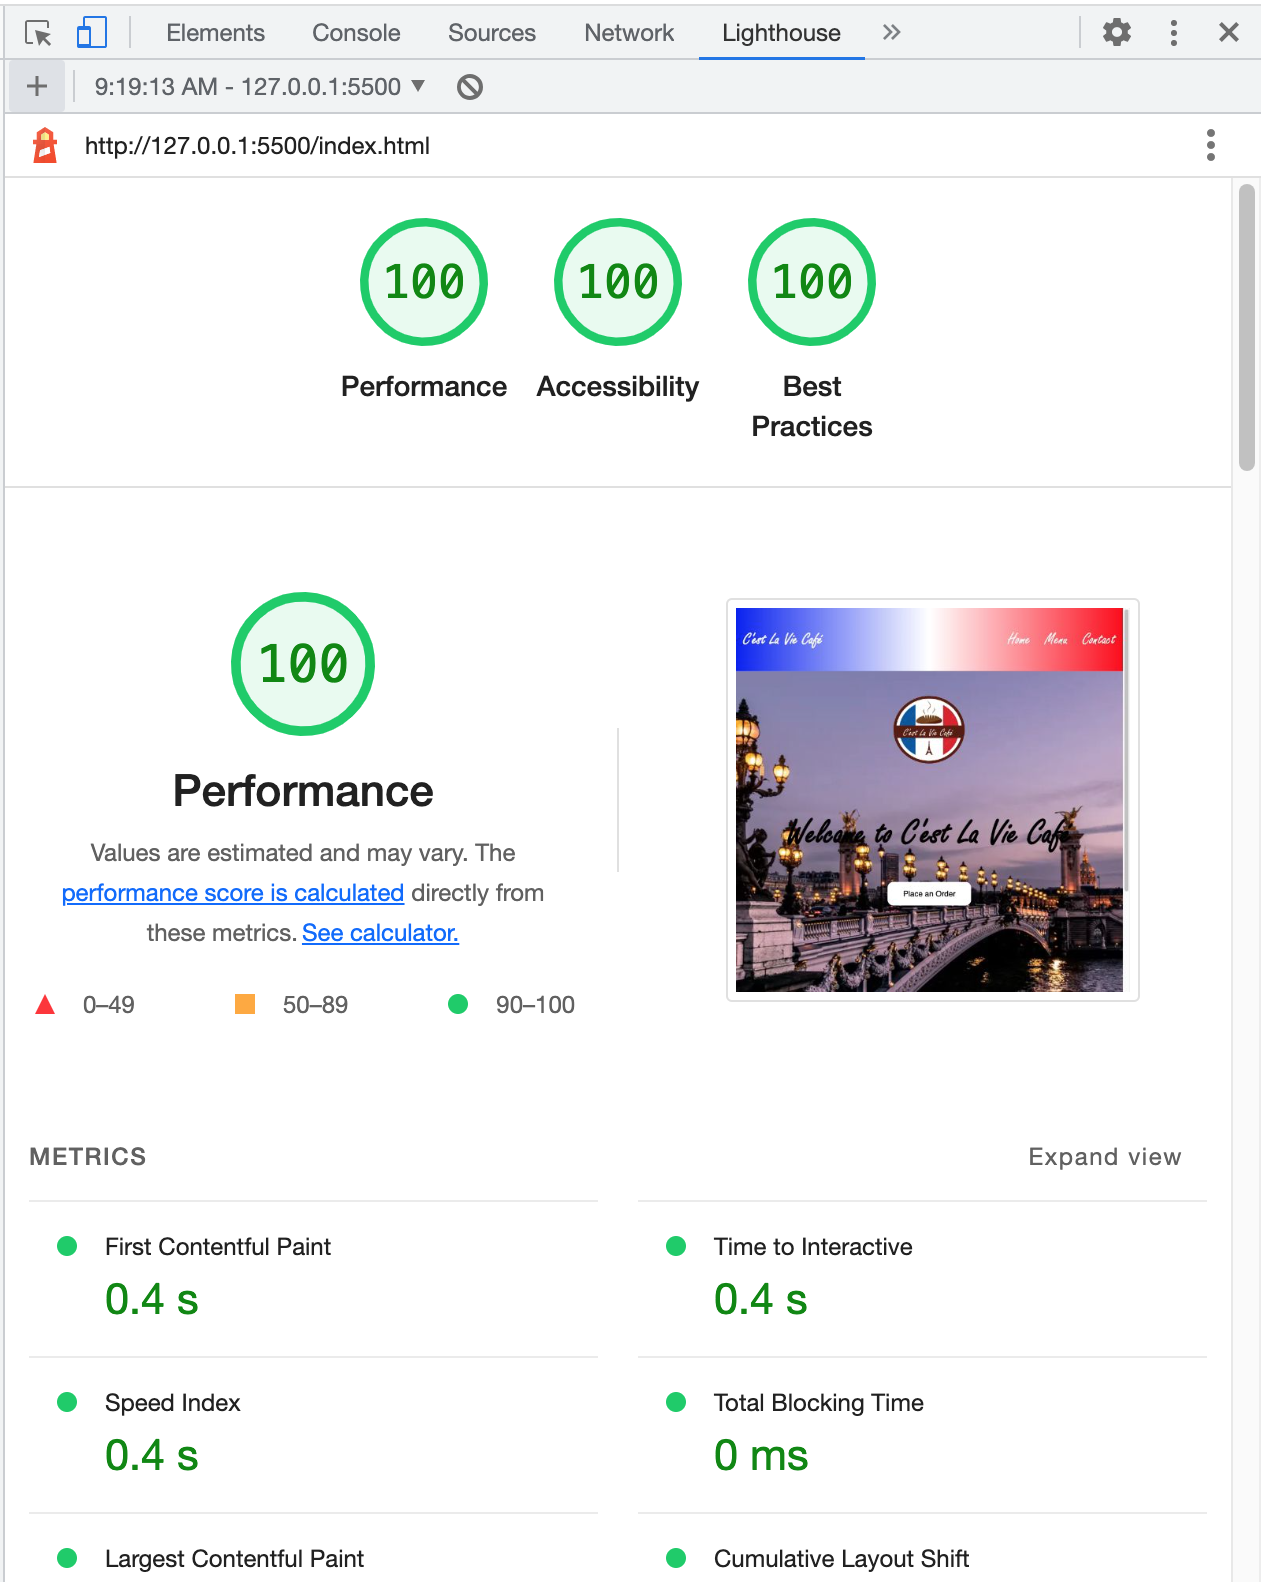 Elements Console Sources Network Lighthouse
9:19:13 AM - 127.0.0.1:5500
http://127.0.0.1:5500/index.html
100 100 100
Performance Accessibility Best
Practices
100
Performance
Values are estimated and may vary. The
performance score is calculated directly from
these metrics. See calculator.
0–49 50–89 90–100
C'est La Vie Café Home Menu Contact
C'est La Vie Café
Welcome to C'est La Vie Café
Place an Order
METRICS Expand view
First Contentful Paint
0.4 s
Time to Interactive
0.4 s
Speed Index
0.4 s
Total Blocking Time
0 ms
Largest Contentful Paint
Cumulative Layout Shift